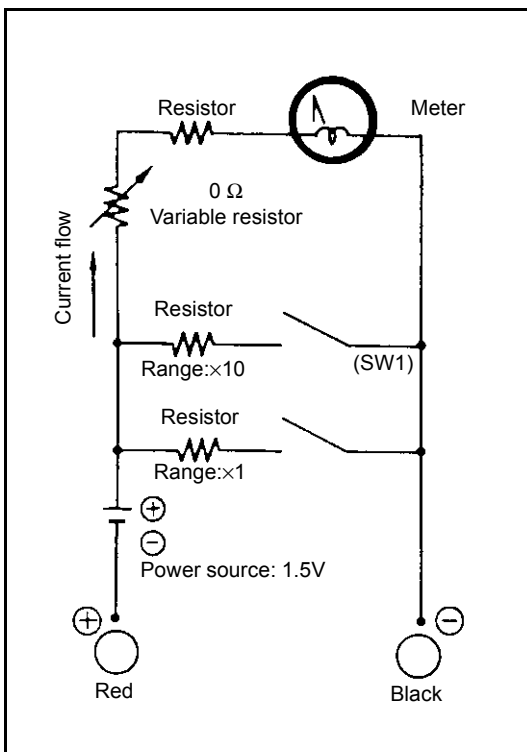 Resistor
Meter
0 Ω
Variable resistor
Current flow
Resistor
Range:×10
(SW1)
Resistor
Range:×1
⊕
⊖
Power source: 1.5V
⊕
⊖
Red
Black